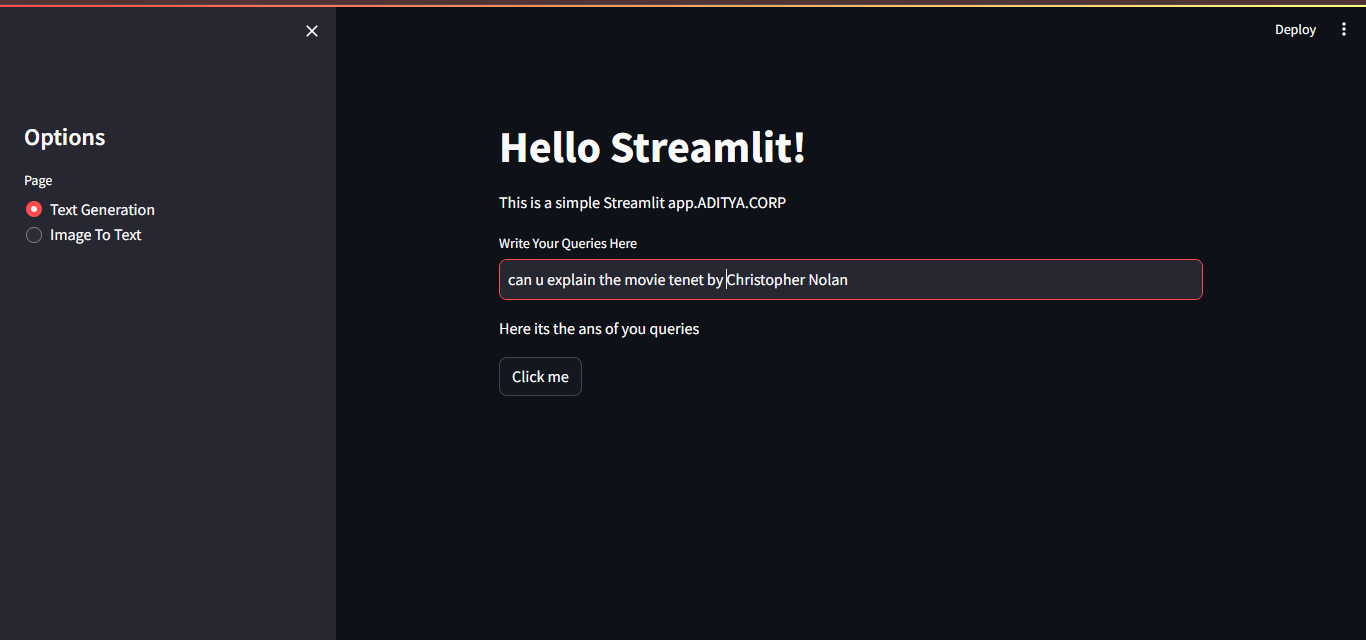 Deploy
Options
Page
Text Generation
Image To Text
Hello Streamlit!
This is a simple Streamlit app.ADITYA.CORP
Write Your Queries Here
can u explain the movie tenet by Christopher Nolan
Here its the ans of you queries
Click me